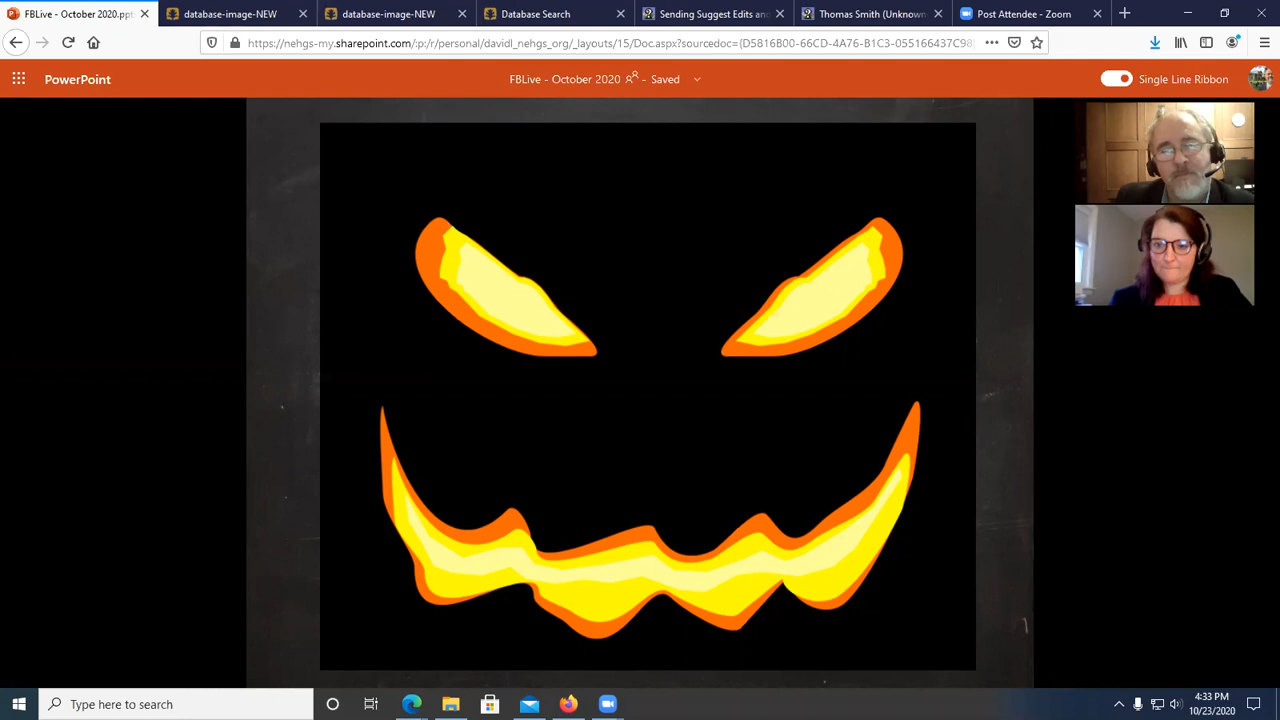 FBLive - October 2020.ppt
database-image-NEW
database-image-NEW
Database Search
Sending Suggest Edits and
Thomas Smith (Unknown
Post Attendee - Zoom
https://nehgs-my.sharepoint.com/:p:/r/personal/davidl_nehgs_org/_layouts/15/Doc.aspx?sourcedoc={D5816B00-66CD-4A76-B1C3-055166437C98
PowerPoint
FBLive - October 2020 - Saved
Single Line Ribbon
Type here to search
4:33 PM
10/23/2020